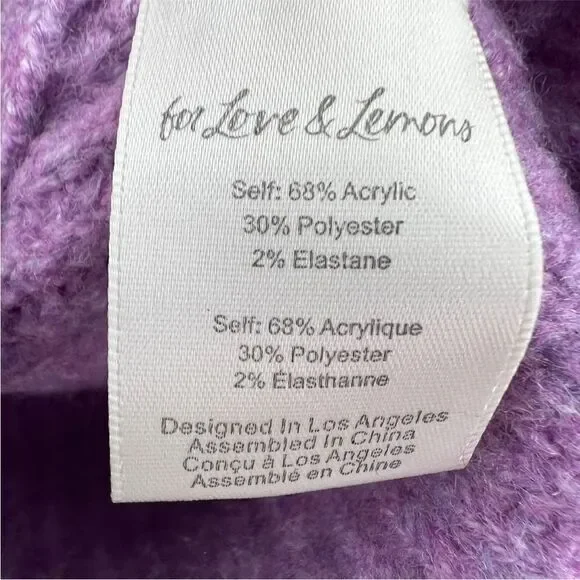 for Love & Lemons
Self: 68% Acrylic
30% Polyester
2% Elastane
Self: 68% Acrylique
30% Polyester
2% Élasthanne
Designed In Los Angeles
Assembled In China
Conçu à Los Angeles
Assemblé en Chine